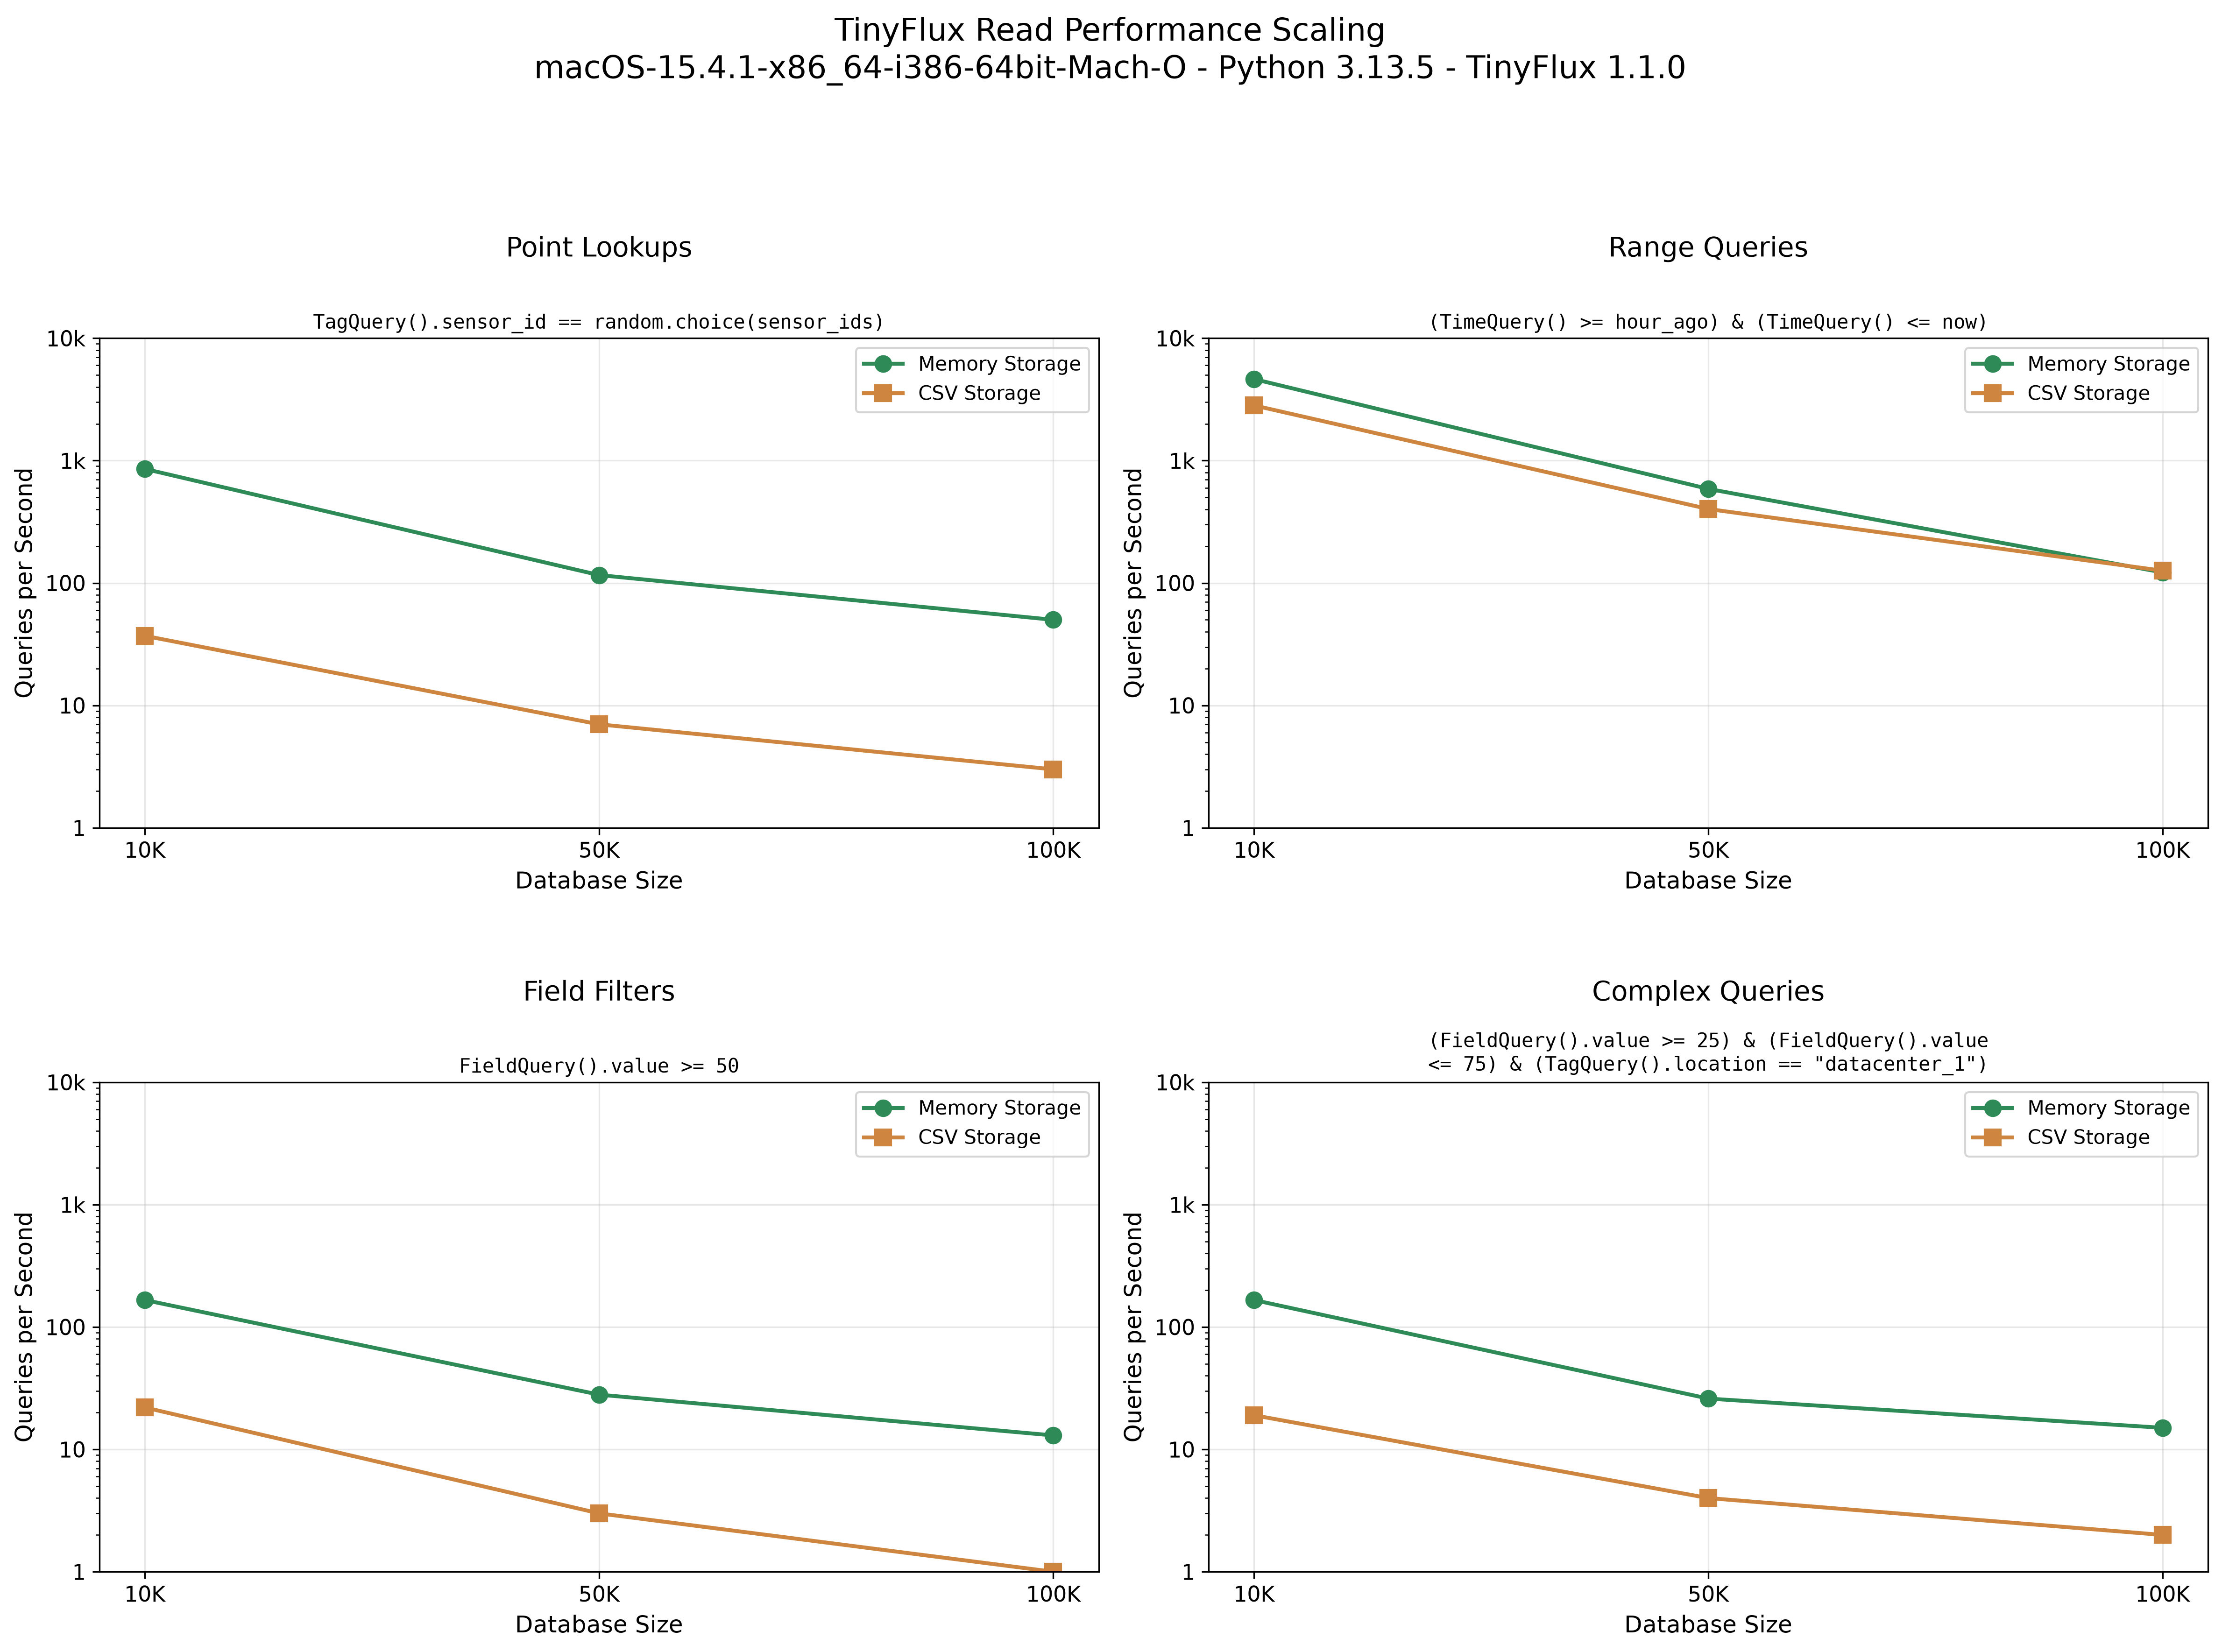 TinyFlux Read Performance Scaling
macOS-15.4.1-x86_64-i386-64bit-Mach-O - Python 3.13.5 - TinyFlux 1.1.0
Point Lookups
TagQuery().sensor_id == random.choice(sensor_ids)
Memory Storage
CSV Storage
Queries per Second
10k
1k
100
10
1
10K
50K
100K
Database Size
Range Queries
(TimeQuery() >= hour_ago) & (TimeQuery() <= now)
Memory Storage
CSV Storage
Queries per Second
10k
1k
100
10
1
10K
50K
100K
Database Size
Field Filters
FieldQuery().value >= 50
Memory Storage
CSV Storage
Queries per Second
10k
1k
100
10
1
10K
50K
100K
Database Size
Complex Queries
(FieldQuery().value >= 25) & (FieldQuery().value
<= 75) & (TagQuery().location == "datacenter_1")
Memory Storage
CSV Storage
Queries per Second
10k
1k
100
10
1
10K
50K
100K
Database Size